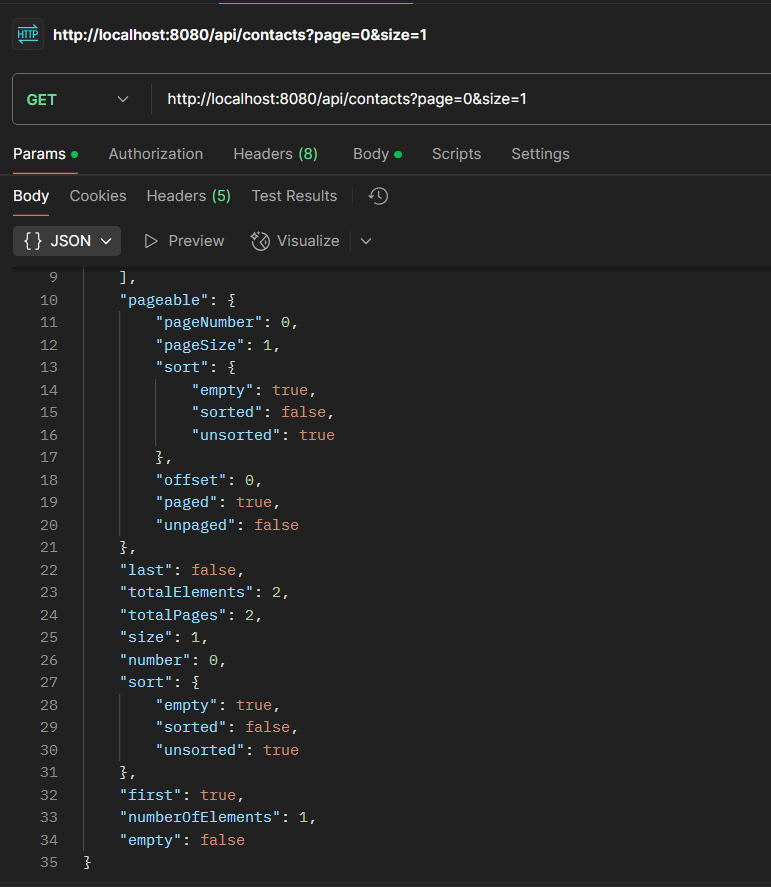 HTTP http://localhost:8080/api/contacts?page=0&size=1
GET http://localhost:8080/api/contacts?page=0&size=1
Params Authorization Headers (8) Body Scripts Settings
Body Cookies Headers (5) Test Results
{} JSON Preview Visualize
9 ],
10 "pageable": {
11 "pageNumber": 0,
12 "pageSize": 1,
13 "sort": {
14 "empty": true,
15 "sorted": false,
16 "unsorted": true
17 },
18 "offset": 0,
19 "paged": true,
20 "unpaged": false
21 },
22 "last": false,
23 "totalElements": 2,
24 "totalPages": 2,
25 "size": 1,
26 "number": 0,
27 "sort": {
28 "empty": true,
29 "sorted": false,
30 "unsorted": true
31 },
32 "first": true,
33 "numberOfElements": 1,
34 "empty": false
35 }